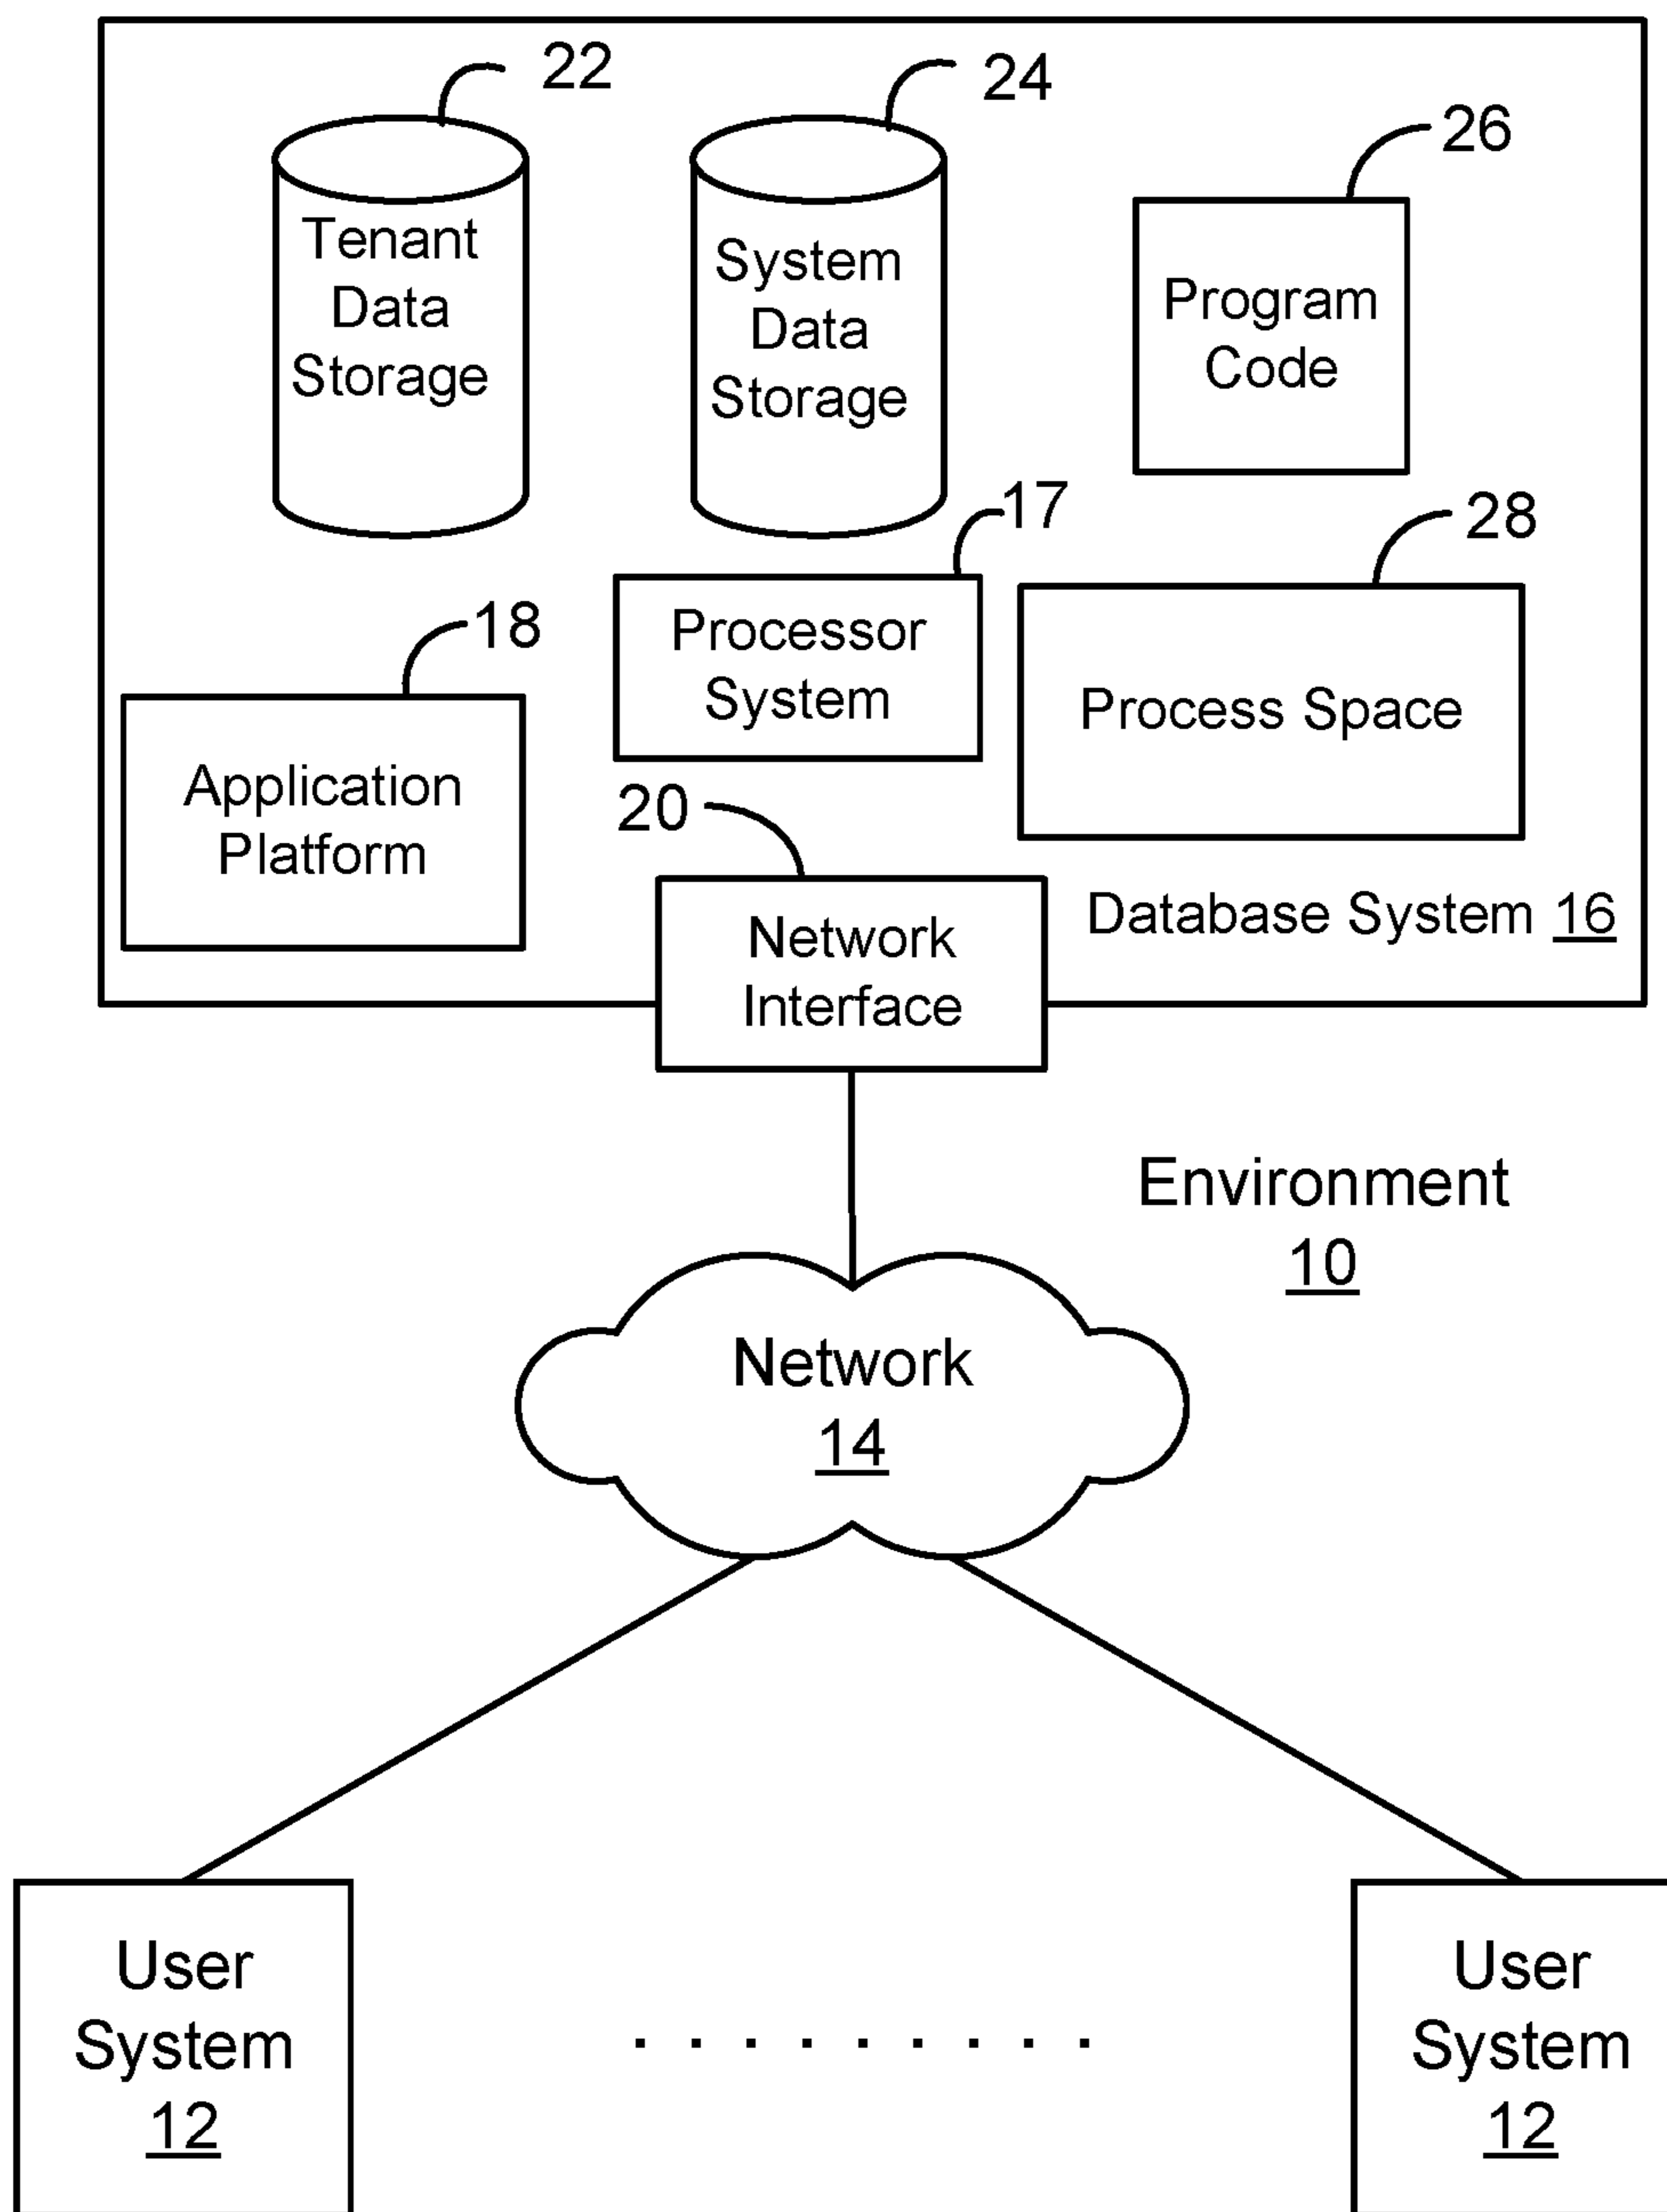 22
24
26
Tenant
Data
Storage
System
Data
Storage
Program
Code
17
28
18
Processor
System
Process Space
Application
Platform
20
Database System 16
Network
Interface
Environment
10
Network
14
User
System
12
. . . . . . . . .
User
System
12